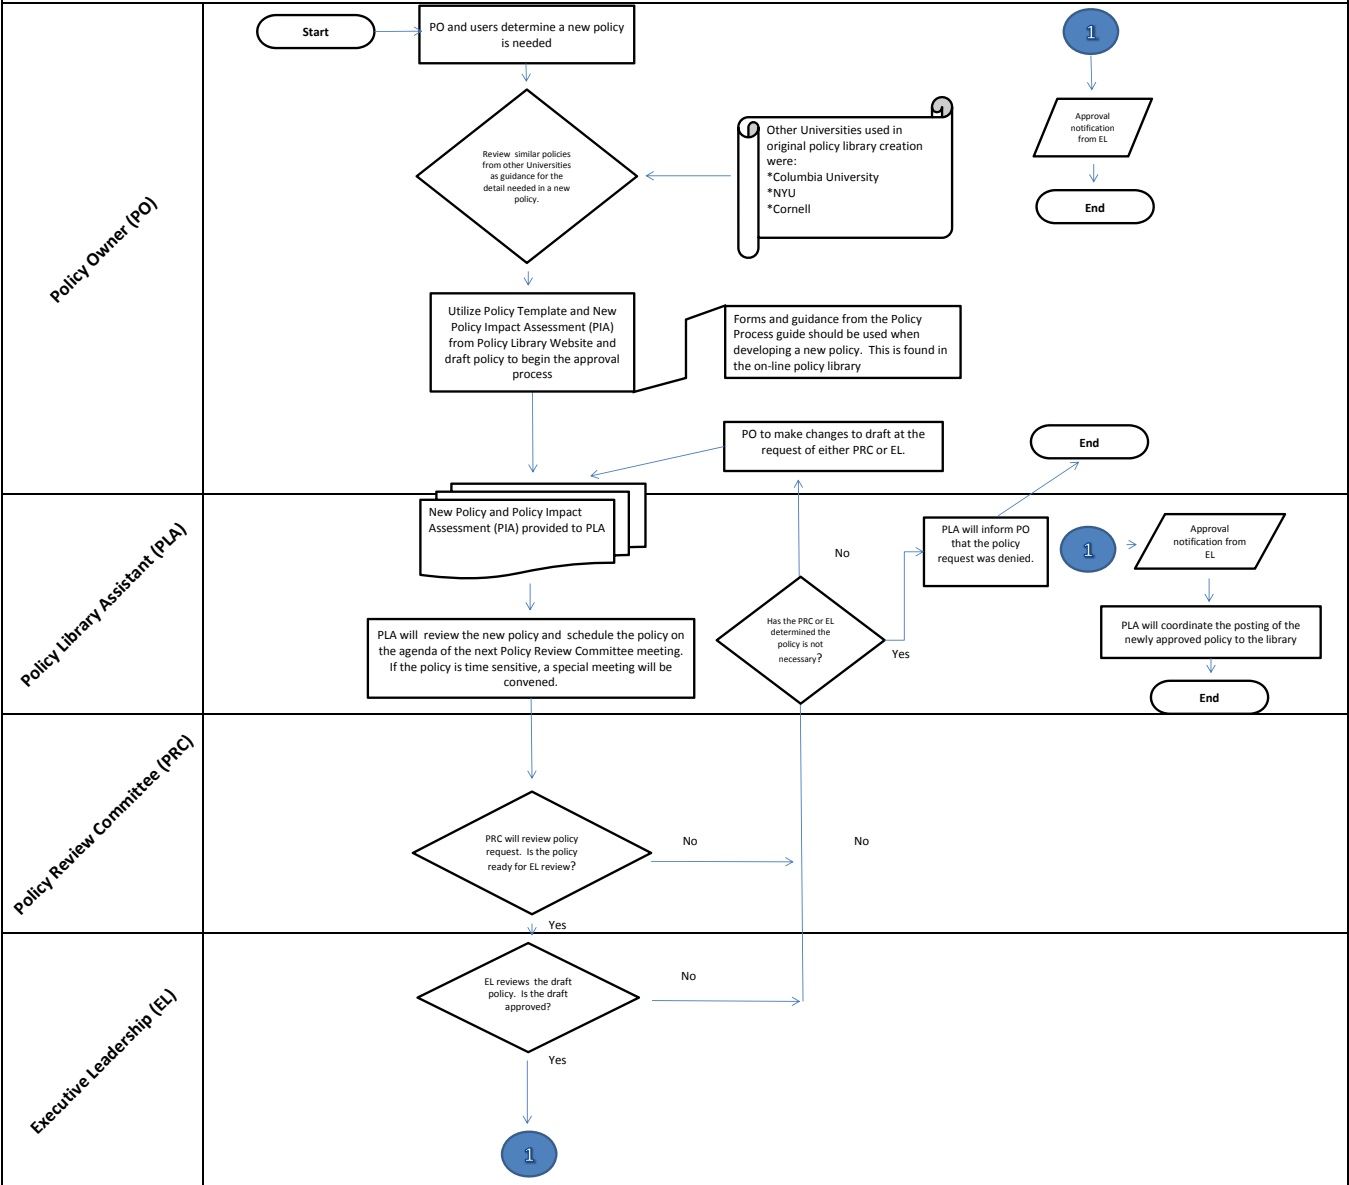 Policy Owner (PO)
Start
PO and users determine a new policy
is needed
1
Approval
notification
from EL
End
Review similar policies
from other Universities
as guidance for the
detail needed in a new
policy.
Other Universities used in
original policy library creation
were:
*Columbia University
*NYU
*Cornell
Utilize Policy Template and New
Policy Impact Assessment (PIA)
from Policy Library Website and
draft policy to begin the approval
process
Forms and guidance from the Policy
Process guide should be used when
developing a new policy. This is found in
the on-line policy library
PO to make changes to draft at the
request of either PRC or EL.
End
Policy Library Assistant (PLA)
New Policy and Policy Impact
Assessment (PIA) provided to PLA
No
PLA will inform PO
that the policy
request was denied.
1
Approval
notification from
EL
PLA will review the new policy and schedule the policy on
the agenda of the next Policy Review Committee meeting.
If the policy is time sensitive, a special meeting will be
convened.
Has the PRC or EL
determined the
policy is not
necessary?
Yes
PLA will coordinate the posting of the
newly approved policy to the library
End
Policy Review Committee (PRC)
PRC will review policy
request. Is the policy
ready for EL review?
No
No
Yes
Executive Leadership (EL)
EL reviews the draft
policy. Is the draft
approved?
No
Yes
1